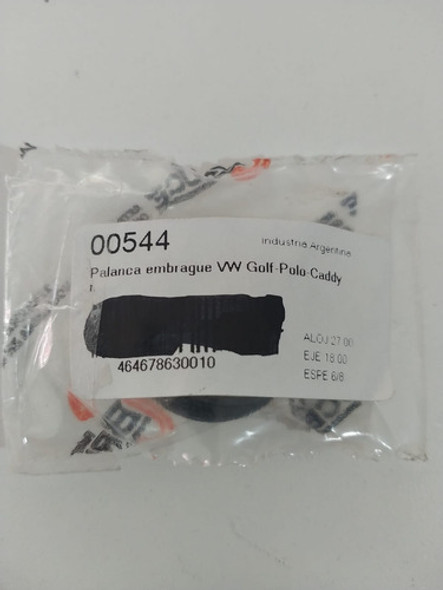 00544
Industria Argentina
Palanca embrague VW Golf-Polo-Caddy
464678630010
ALOJ 27.00
EJE 18.00
ESPE 6/8